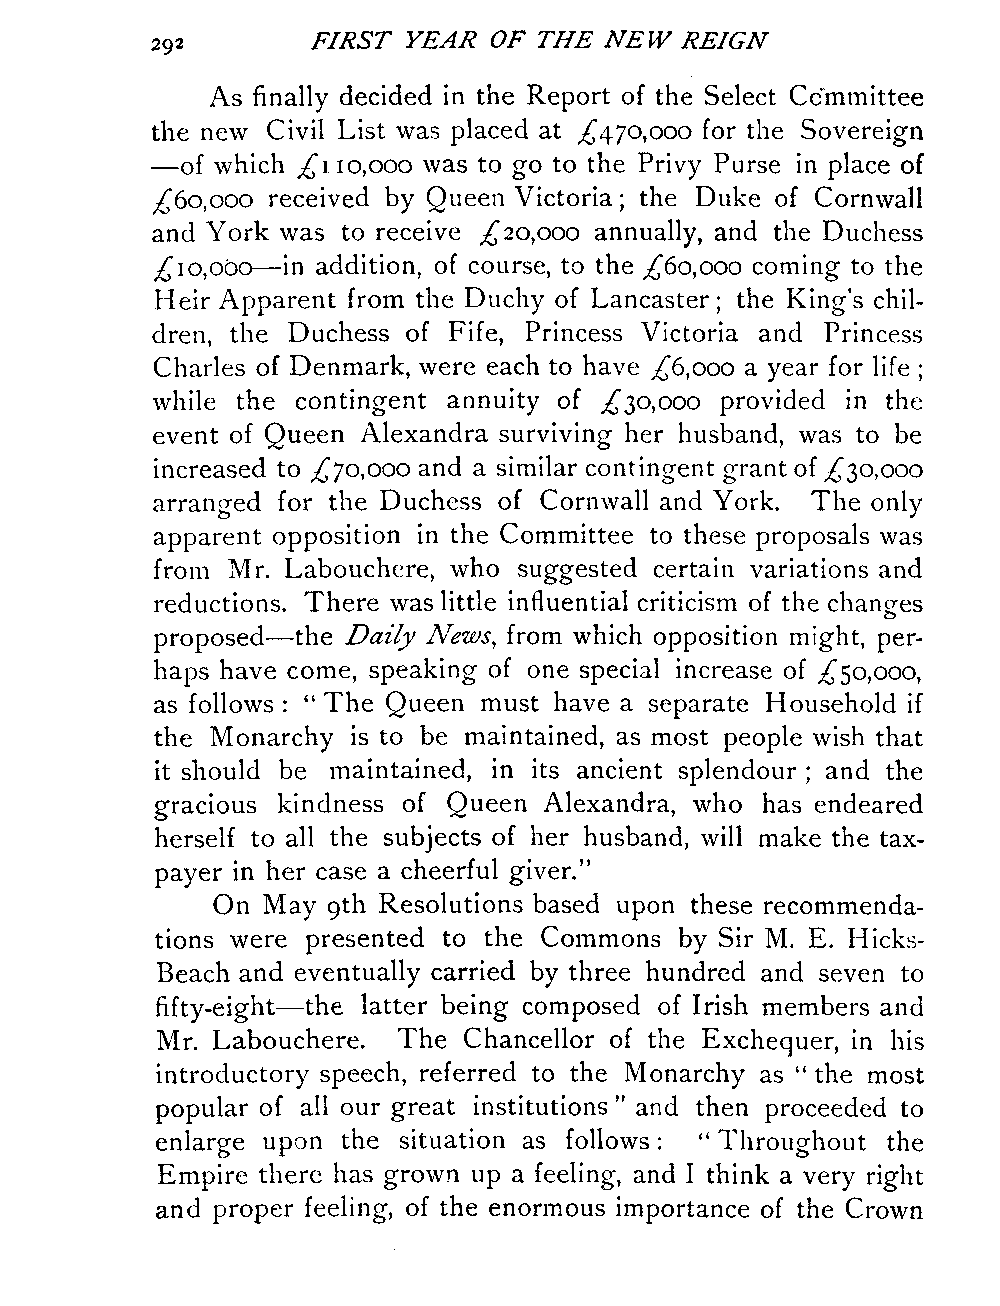 292 FIRST YEAR OF THE NEW REIGN
As finally decided in the Report of the Select Committee
the new Civil List was placed at £470,000 for the Sovereign
—of which £110,000 was to go to the Privy Purse in place of
£60,000 received by Queen Victoria; the Duke of Cornwall
and York was to receive £20,000 annually, and the Duchess
£10,000—in addition, of course, to the £60,000 coming to the
Heir Apparent from the Duchy of Lancaster; the King's chil-
dren, the Duchess of Fife, Princess Victoria and Princess
Charles of Denmark, were each to have £6,000 a year for life;
while the contingent annuity of £30,000 provided in the
event of Queen Alexandra surviving her husband, was to be
increased to £70,000 and a similar contingent grant of £30,000
arranged for the Duchess of Cornwall and York. The only
apparent opposition in the Committee to these proposals was
from Mr. Labouchere, who suggested certain variations and
reductions. There was little influential criticism of the changes
proposed—the Daily News, from which opposition might, per-
haps have come, speaking of one special increase of £50,000,
as follows: "The Queen must have a separate Household if
the Monarchy is to be maintained, as most people wish that
it should be maintained, in its ancient splendour; and the
gracious kindness of Queen Alexandra, who has endeared
herself to all the subjects of her husband, will make the tax-
payer in her case a cheerful giver."
On May 9th Resolutions based upon these recommenda-
tions were presented to the Commons by Sir M. E. Hicks-
Beach and eventually carried by three hundred and seven to
fifty-eight—the latter being composed of Irish members and
Mr. Labouchere. The Chancellor of the Exchequer, in his
introductory speech, referred to the Monarchy as "the most
popular of all our great institutions" and then proceeded to
enlarge upon the situation as follows: "Throughout the
Empire there has grown up a feeling, and I think a very right
and proper feeling, of the enormous importance of the Crown